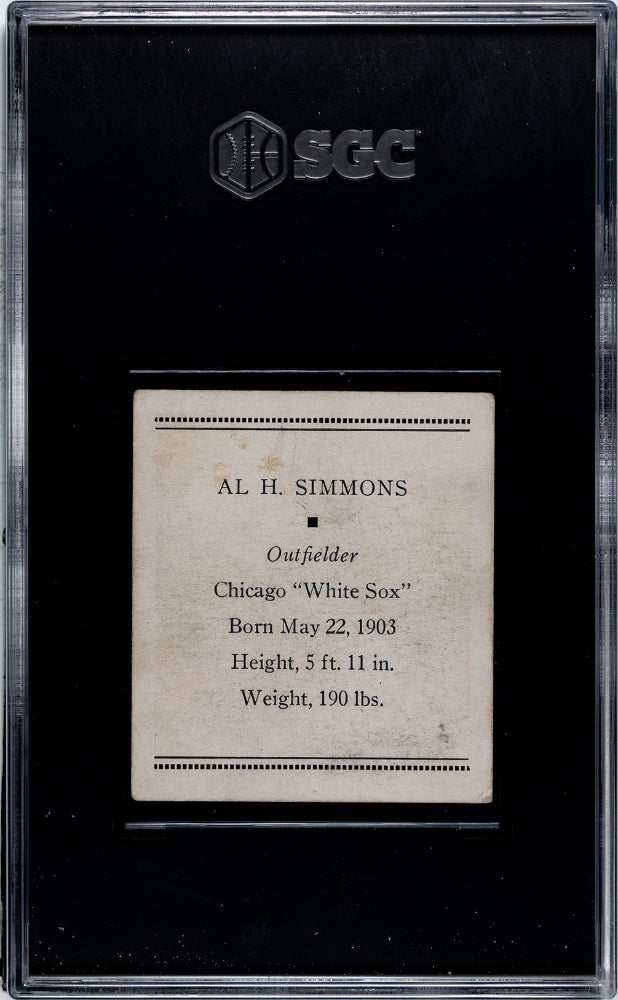 SGC
AL H. SIMMONS
Outfielder
Chicago “White Sox”
Born May 22, 1903
Height, 5 ft. 11 in.
Weight, 190 lbs.